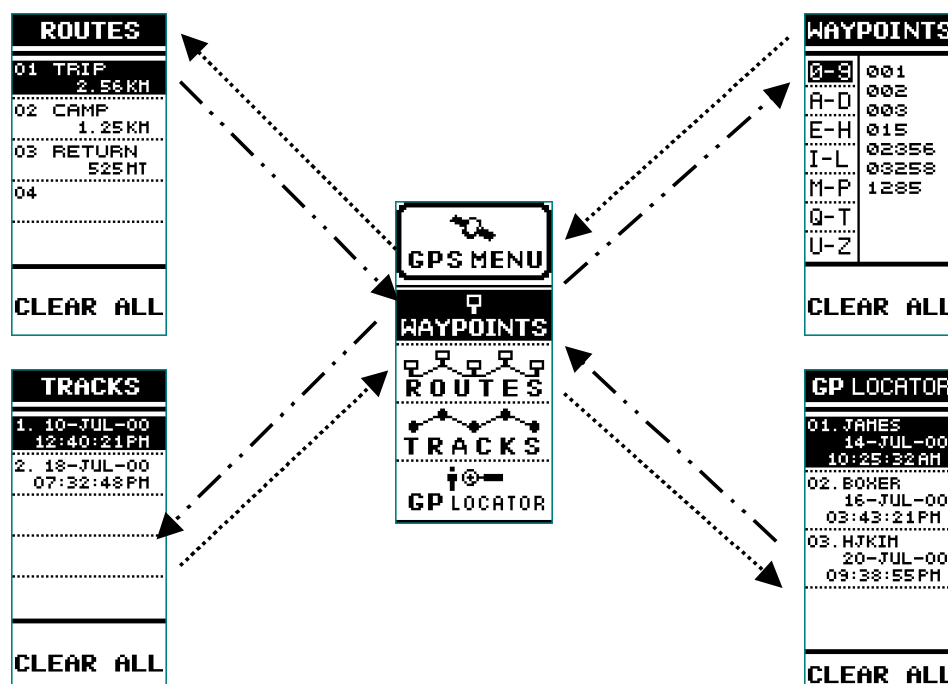 ROUTES
01 TRIP
2.56KM
02 CAMP
1.25KM
03 RETURN
525MT
04
CLEAR ALL
WAYPOINTS
0-9
A-D
E-H
I-L
M-P
Q-T
U-Z
001
002
003
015
02356
03258
1285
CLEAR ALL
GPS MENU
WAYPOINTS
ROUTES
TRACKS
GP LOCATOR
TRACKS
1. 10-JUL-00
12:40:21PM
2. 18-JUL-00
07:32:48PM
CLEAR ALL
GP LOCATOR
01.JAMES
14-JUL-00
10:25:32AM
02.BOXER
16-JUL-00
03:43:21PM
03.HJKIM
20-JUL-00
09:38:55PM
CLEAR ALL